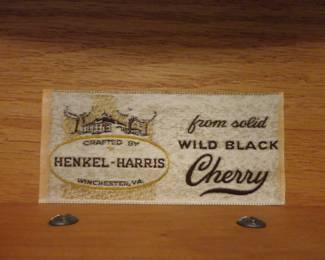 CRAFTED BY
HENKEL-HARRIS
WINCHESTER, VA.
from solid
WILD BLACK
Cherry